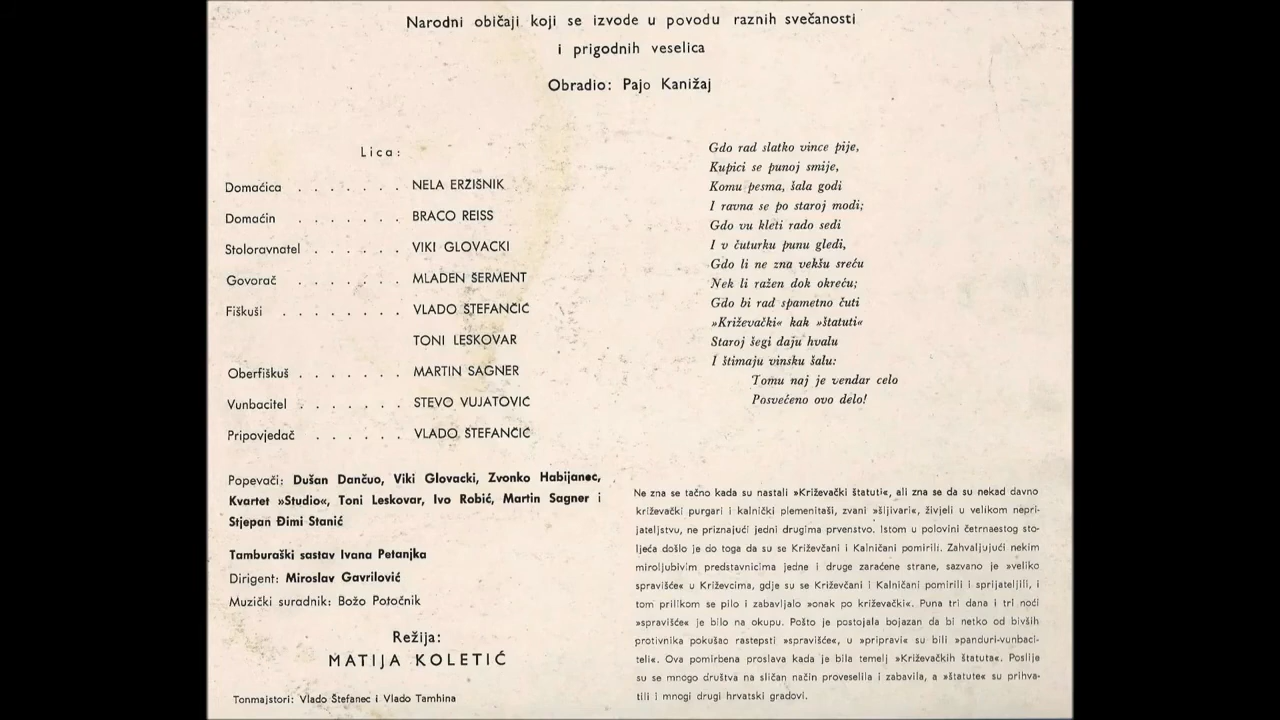 Narodni običaji koji se izvode u povodu raznih svečanosti
i prigodnih veselica
Obradio: Pajo Kanižaj
Lica:
Domaćica . . . . . . . NELA ERŽIŠNIK
Domaćin . . . . . . . BRACO REISS
Stoloravnatel . . . . . . VIKI GLOVACKI
Govorač . . . . . . . MLADEN ŠERMENT
Fiškuši . . . . . . . . VLADO ŠTEFANČIĆ
TONI LESKOVAR
Oberfiškuš . . . . . . . MARTIN SAGNER
Vunbacitel . . . . . . . STEVO VUJATOVIĆ
Pripovjedač . . . . . . VLADO ŠTEFANČIĆ
Popevači: Dušan Dančuo, Viki Glovacki, Zvonko Habijanec,
Kvartet »Studio«, Toni Leskovar, Ivo Robić, Martin Sagner i
Stjepan Đimi Stanić
Tamburaški sastav Ivana Petanjka
Dirigent: Miroslav Gavrilović
Muzički suradnik: Božo Potočnik
Režija:
MATIJA KOLETIĆ
Tonmajstori: Vlado Štefanec i Vlado Tamhina
Gdo rad slatko vince pije,
Kupici se punoj smije,
Komu pesma, šala godi
I ravna se po staroj modi;
Gdo vu kleti rado sedi
I v čuturku punu gledi,
Gdo li ne zna vekšu sreću
Nek li ražen dok okreću;
Gdo bi rad spametno čuti
»Križevački« kak »štatuti«
Staroj šegi daju hvalu
I štimaju vinsku šalu:
Tomu naj je vendar celo
Posvećeno ovo delo!
Ne zna se tačno kada su nastali »Križevački štatuti«, ali zna se da su nekad davno
križevački purgari i kalnički plemenitaši, zvani »šljivari«, živjeli u velikom nepri-
jateljstvu, ne priznajući jedni drugima prvenstvo. Istom u polovini četrnaestog sto-
ljeća došlo je do toga da su se Križevčani i Kalničani pomirili. Zahvaljujući nekim
miroljubivim predstavnicima jedne i druge zaraćene strane, sazvano je »veliko
spravišče« u Križevcima, gdje su se Križevčani i Kalničani pomirili i sprijateljili, i
tom prilikom se pilo i zabavljalo »onak po križevački«. Puna tri dana i tri noći
»spravišče« je bilo na okupu. Pošto je postojala bojazan da bi netko od bivših
protivnika pokušao rastepsti »spravišče«, u »pripravi« su bili »panduri-vunbaci-
teli«. Ova pomirbena proslava kada je bila temelj »Križevačkih štatuta«. Poslije
su se mnogo društva na sličan način proveselila i zabavila, a »štatute« su prihva-
tili i mnogi drugi hrvatski gradovi.